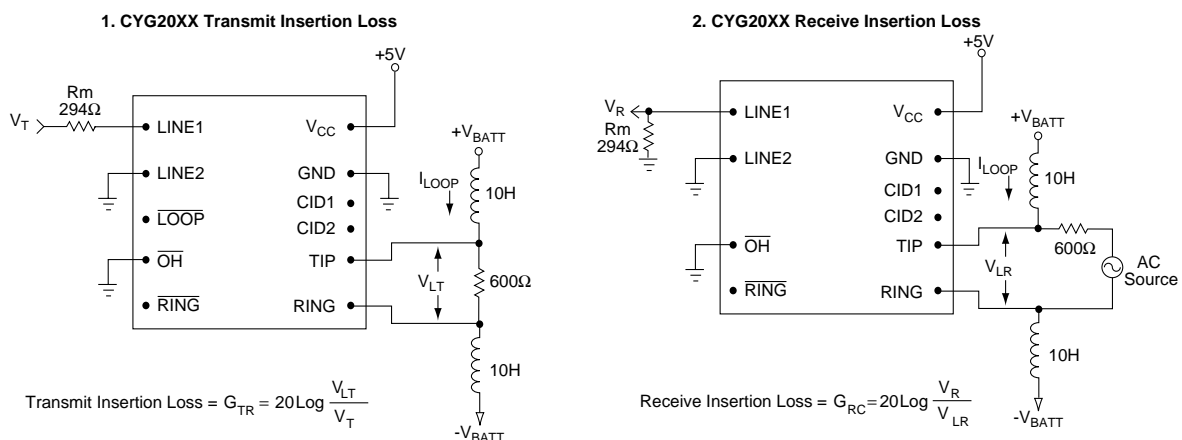 1. CYG20XX Transmit Insertion Loss
+5V
Rm
294Ω
V_T
LINE1
V_CC
+V_BATT
LINE2
GND
I_LOOP
10H
CID1
LOOP
CID2
OH
TIP
V_LT
600Ω
RING
RING
10H
-V_BATT
Transmit Insertion Loss = G_TR = 20Log V_LT / V_T
2. CYG20XX Receive Insertion Loss
+5V
V_R
Rm
294Ω
LINE1
V_CC
+V_BATT
LINE2
GND
I_LOOP
10H
CID1
CID2
OH
TIP
600Ω
V_LR
AC
Source
RING
RING
10H
-V_BATT
Receive Insertion Loss = G_RC = 20Log V_R / V_LR